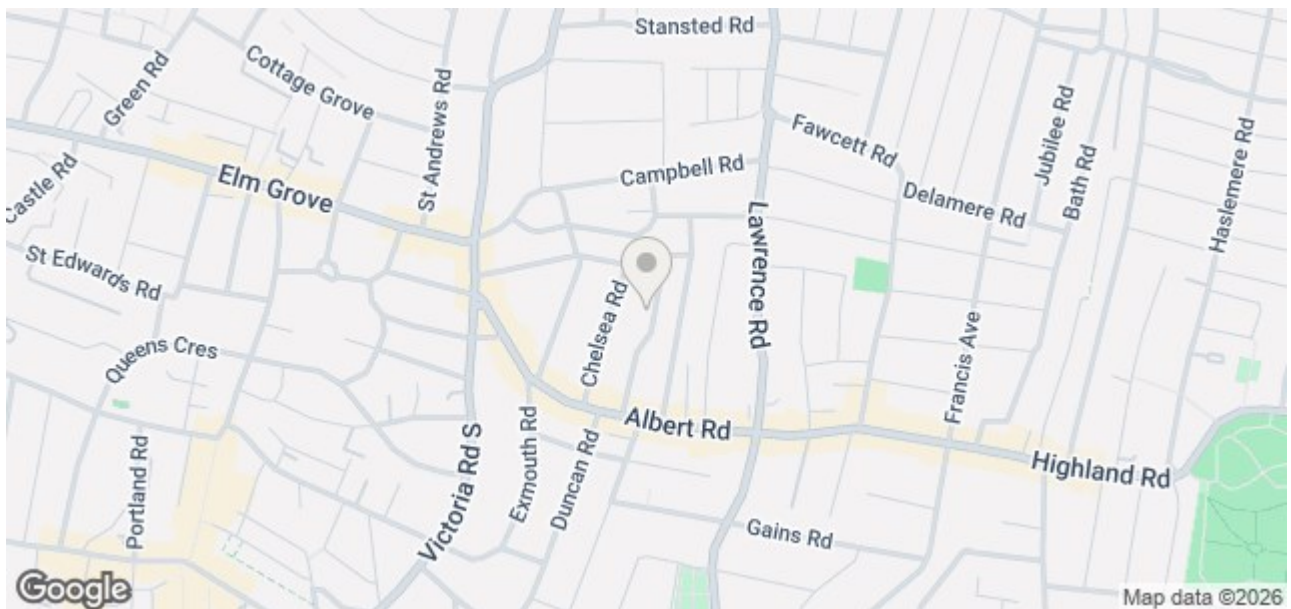 Stansted Rd
Green Rd
Cottage Grove
St Andrews Rd
Fawcett Rd
Jubilee Rd
Bath Rd
Haslemere Rd
Castle Rd
Elm Grove
Campbell Rd
Delamere Rd
St Edwards Rd
Lawrence Rd
Chelsea Rd
Queens Cres
Francis Ave
Albert Rd
Portland Rd
Victoria Rd S
Exmouth Rd
Duncan Rd
Highland Rd
Gains Rd
Google
Map data ©2026